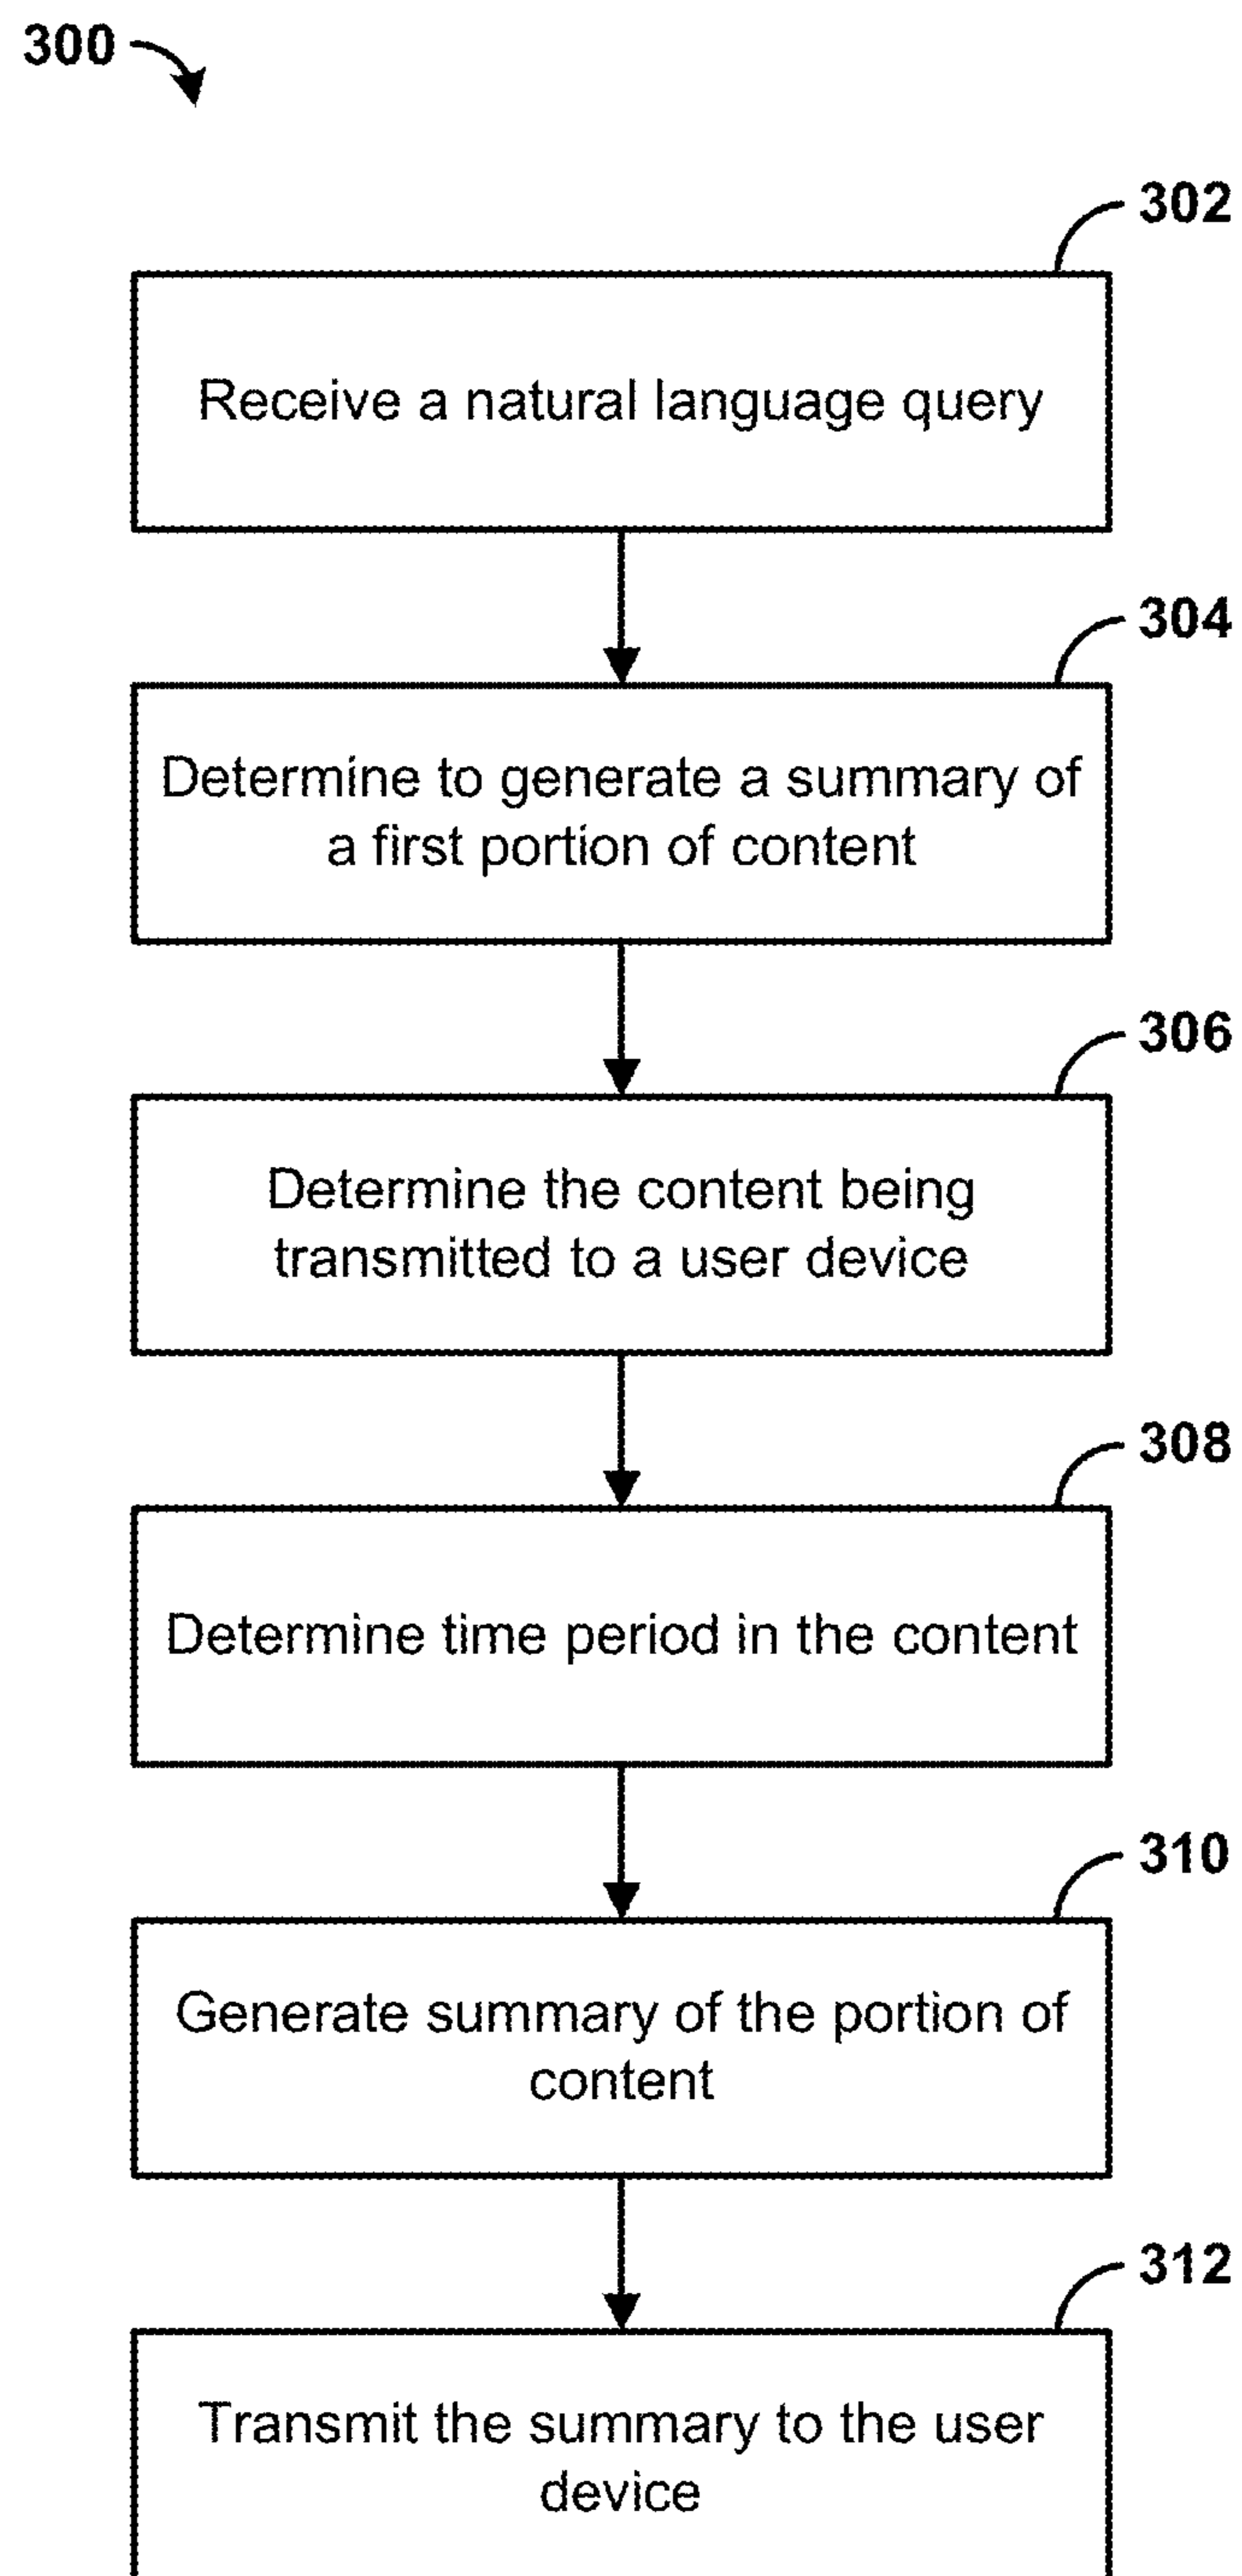 300
302
Receive a natural language query
304
Determine to generate a summary of
a first portion of content
306
Determine the content being
transmitted to a user device
308
Determine time period in the content
310
Generate summary of the portion of
content
312
Transmit the summary to the user
device